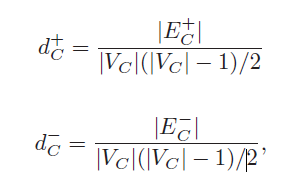 d_C^+ = |E_C^+| / |V_C|(|V_C| − 1)/2
d_C^- = |E_C^-| / |V_C|(|V_C| − 1)/2,